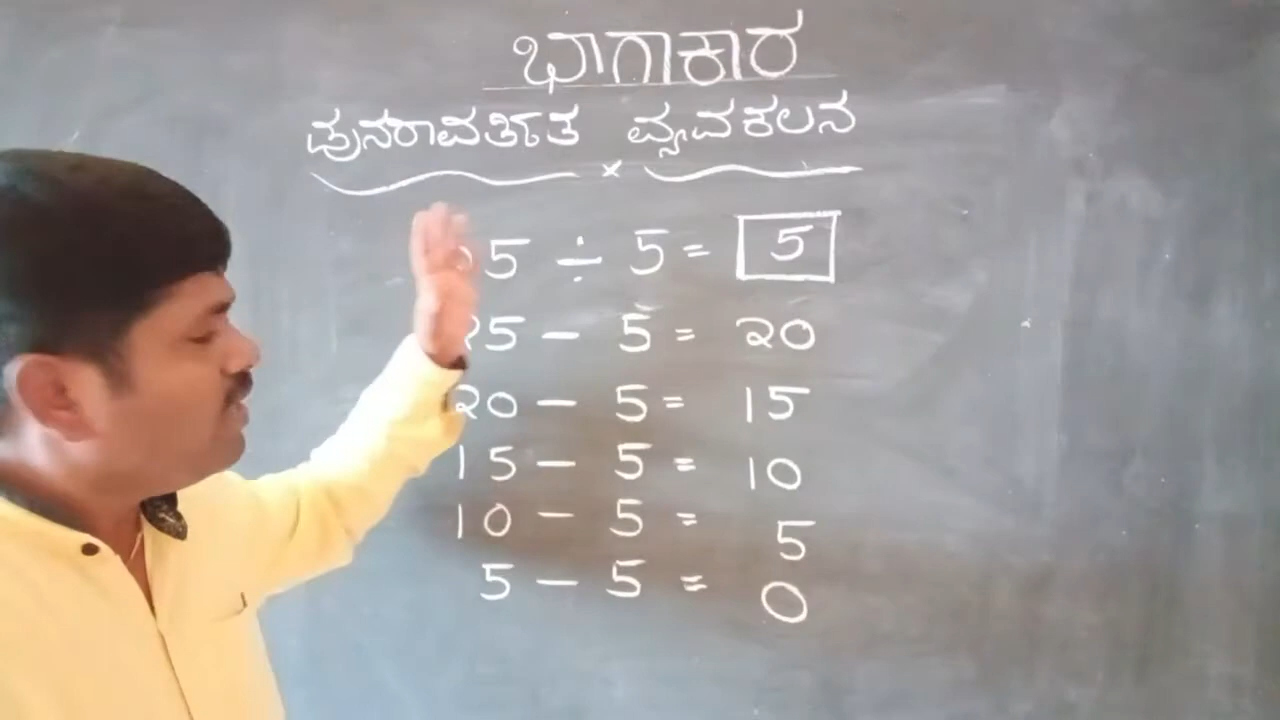 ಭಾಗಾಕಾರ
ಪುನರಾವರ್ತಿತ ವ್ಯವಕಲನ
5 ÷ 5 = 5
25 - 5 = 20
20 - 5 = 15
15 - 5 = 10
10 - 5 = 5
5 - 5 = 0